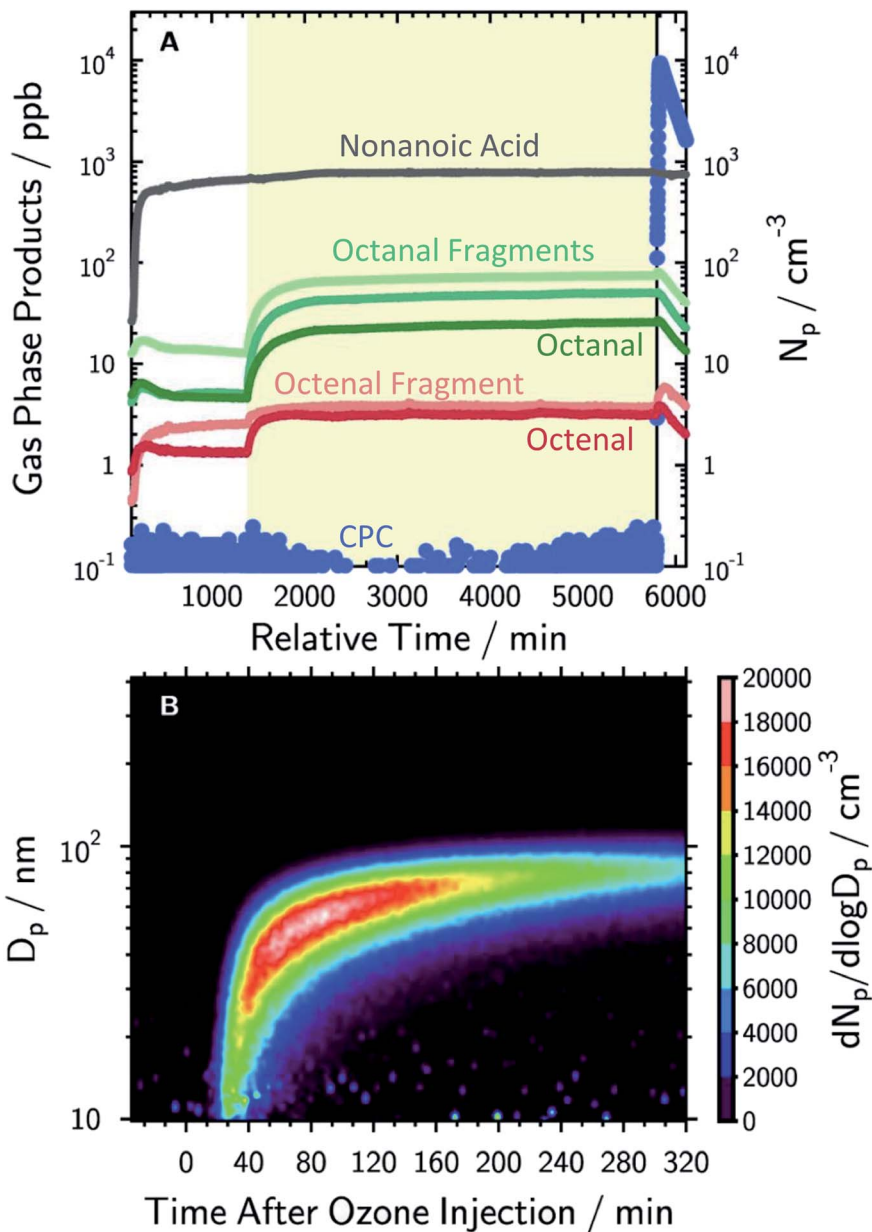 A
Gas Phase Products / ppb
10^4
10^3
10^2
10
1
10^-1
Nonanoic Acid
Octanal Fragments
Octanal
Octenal Fragment
Octenal
CPC
10^4
10^3
10^2
10
1
10^-1
N_p / cm^-3
1000 2000 3000 4000 5000 6000
Relative Time / min
B
D_p / nm
10^2
10
0 40 80 120 160 200 240 280 320
Time After Ozone Injection / min
20000
18000
16000
14000
12000
10000
8000
6000
4000
2000
0
dN_p/dlogD_p / cm^-3